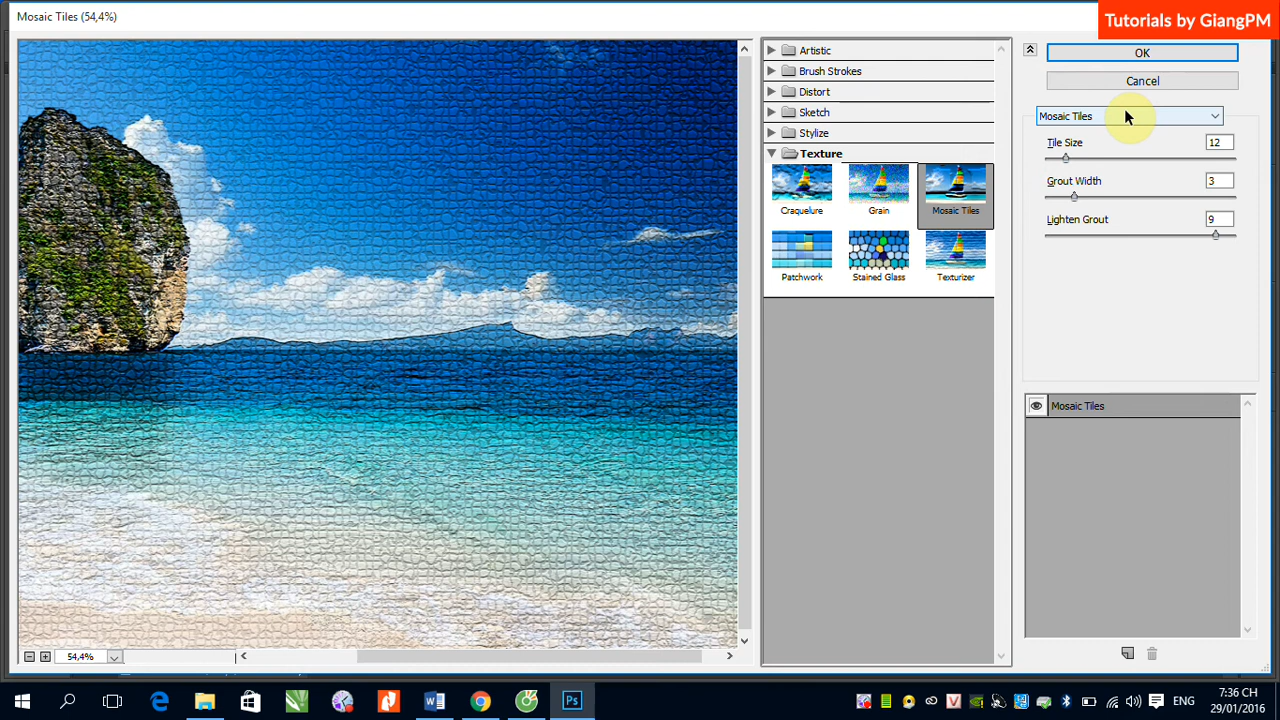 Mosaic Tiles (54,4%)
Tutorials by GiangPM
Artistic
Brush Strokes
Distort
Sketch
Stylize
Texture
Craquelure
Grain
Mosaic Tiles
Patchwork
Stained Glass
Texturizer
OK
Cancel
Mosaic Tiles
Tile Size 12
Grout Width 3
Lighten Grout 9
Mosaic Tiles
54,4%
ENG
7:36 CH
29/01/2016